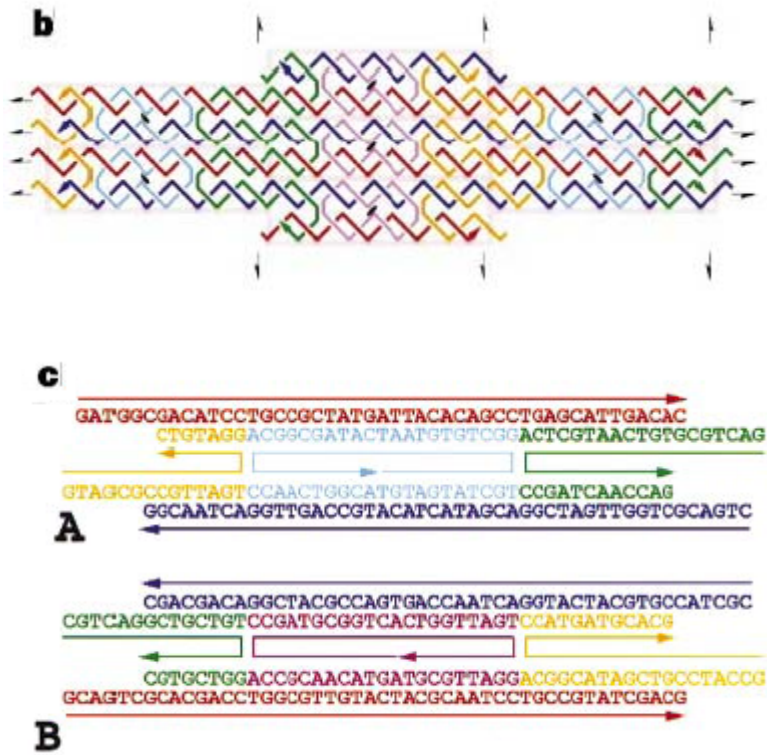 b
c
GATGGCGACATCCTGCCGCTATGATTACACAGCCTGAGCATTGACAC
CTGTAGGACGGCGATACTAATGTGTCGGACTCGTAACTGTGCGTCAG
GTAGCGCCGTTAGTCCAACTGGCATGTAGTATCGTCCGATCAACCAG
GGCAATCAGGTTGACCGTACATCATAGCAGGCTAGTTGGTCGCAGTC
A
CGACGACAGGCTACGCCAGTGACCAATCAGGTACTACGTGCCATCGC
CGTCAGGCTGCTGTCCGATGCGGTCACTGGTTAGTCCATGATGCACG
CGTGCTGGACCGCAACATGATGCGTTAGGACGGCATAGCTGCCTACCG
GCAGTCGCACGACCTGGCGTTGTACTACGCAATCCTGCCGTATCGACG
B